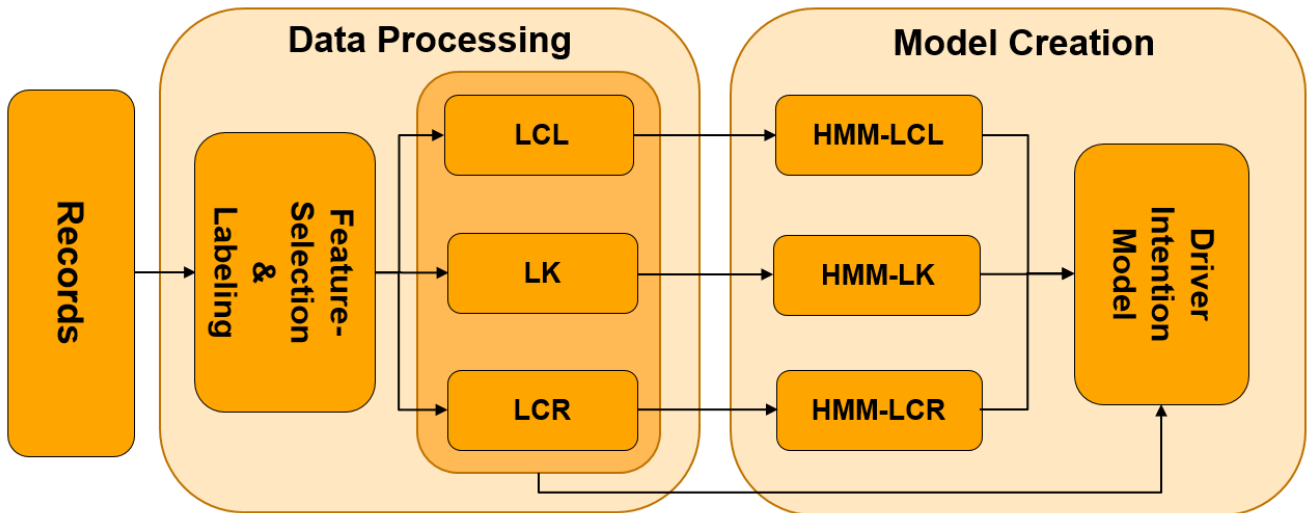 Data Processing
Model Creation
Records
Feature-
Selection
&
Labeling
LCL
LK
LCR
HMM-LCL
HMM-LK
HMM-LCR
Driver
Intention
Model